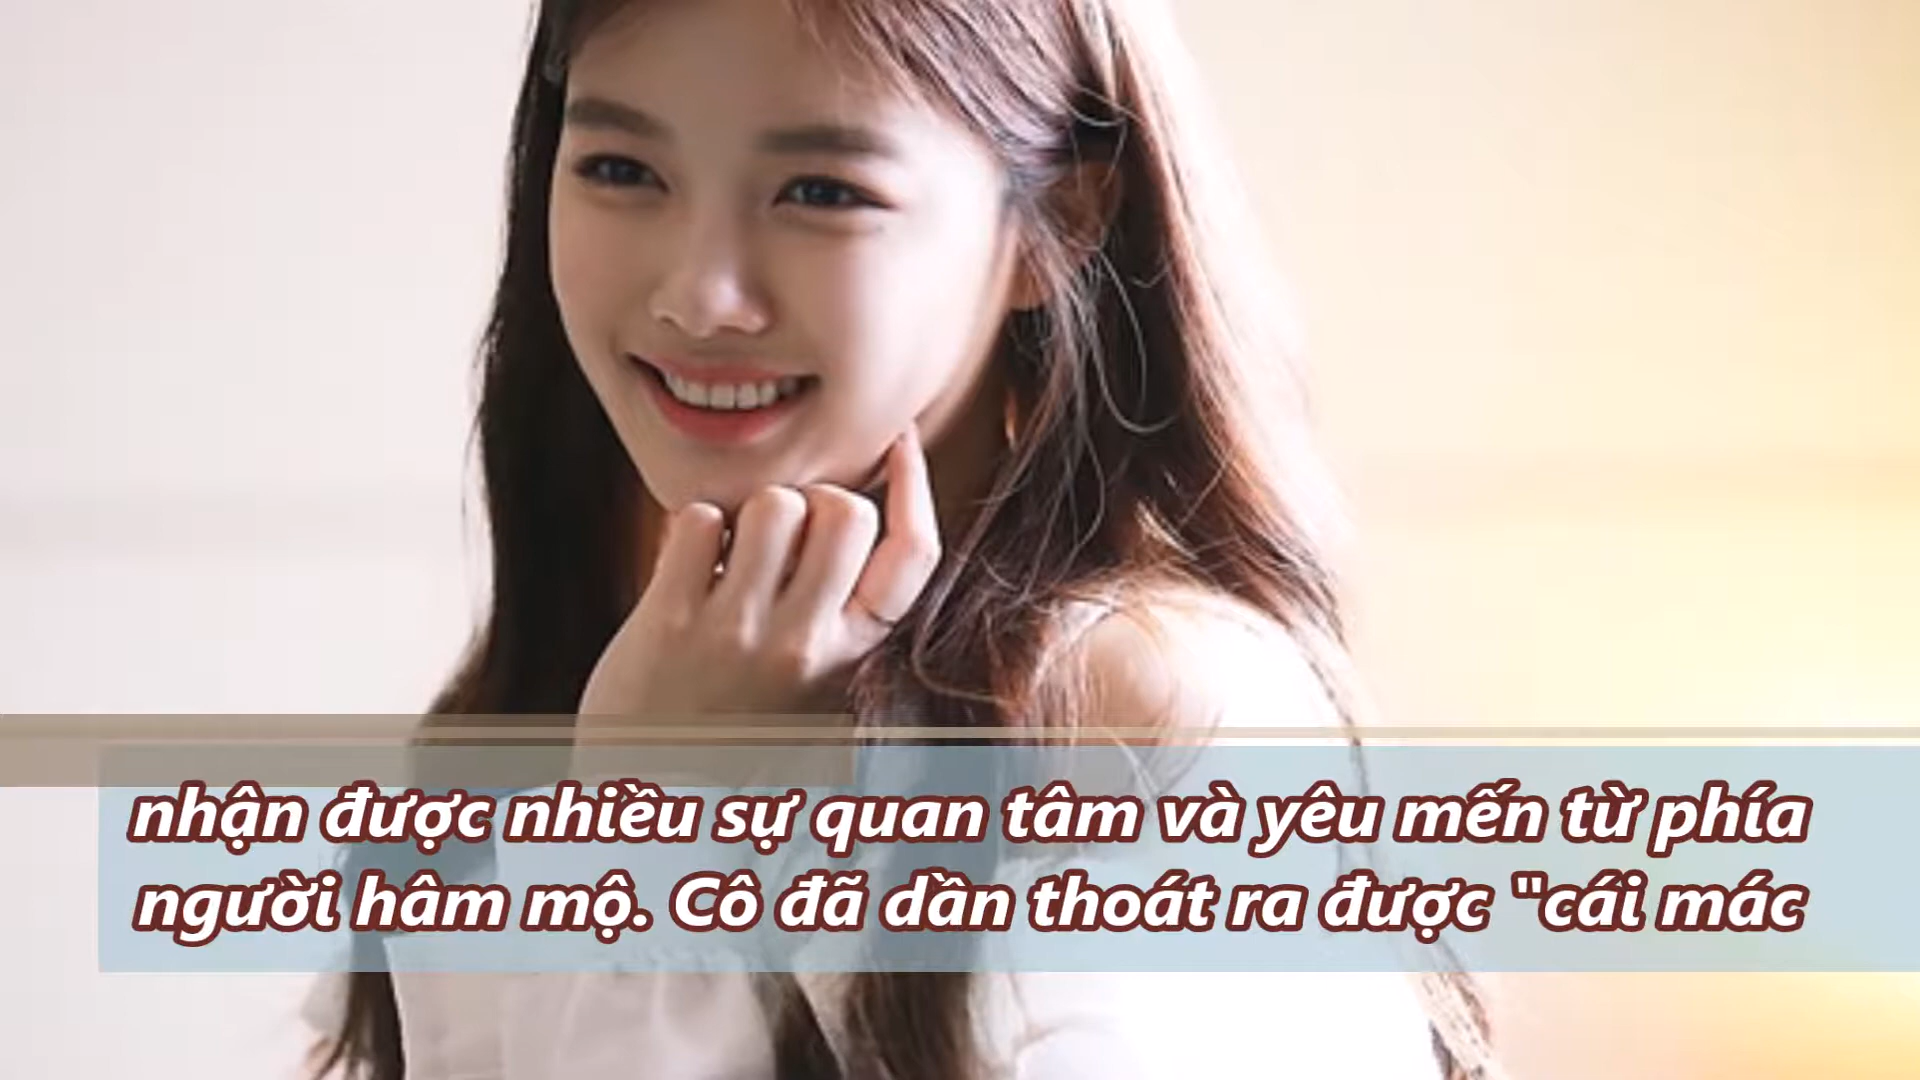 nhận được nhiều sự quan tâm và yêu mến từ phía
người hâm mộ. Cô đã dần thoát ra được "cái mác